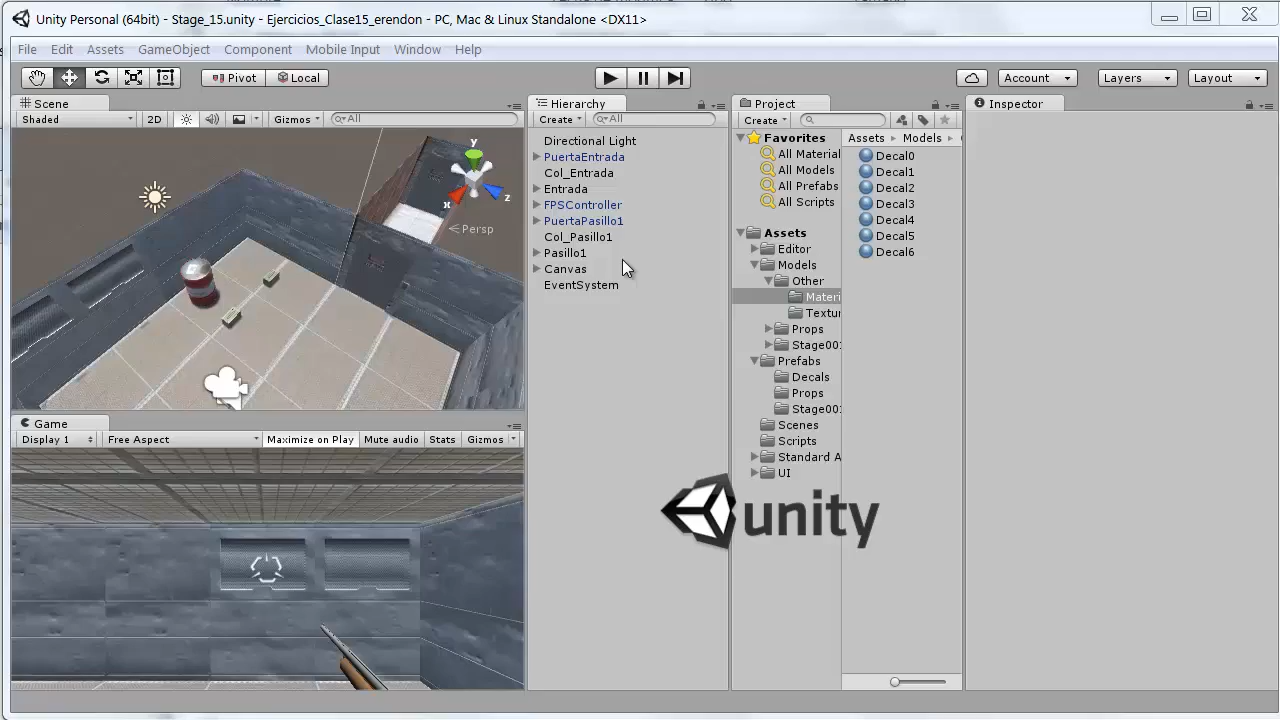 Unity Personal (64bit) - Stage_15.unity - Ejercicios_Clase15_erendon - PC, Mac & Linux Standalone <DX11>
File Edit Assets GameObject Component Mobile Input Window Help
Pivot Local Account Layers Layout
Scene
Shaded 2D Gizmos All
Hierarchy
Create All
Directional Light
PuertaEntrada
Col_Entrada
Entrada
FPSController
PuertaPasillo1
Col_Pasillo1
Pasillo1
Canvas
EventSystem
y
x
z
Persp
Game
Display 1 Free Aspect Maximize on Play Mute audio Stats Gizmos
Project
Create
Favorites
All Material
All Models
All Prefabs
All Scripts
Assets
Editor
Models
Other
Materi
Textur
Props
Stage001
Prefabs
Decals
Props
Stage001
Scenes
Scripts
Standard A
UI
Assets Models
Decal0
Decal1
Decal2
Decal3
Decal4
Decal5
Decal6
Inspector
unity